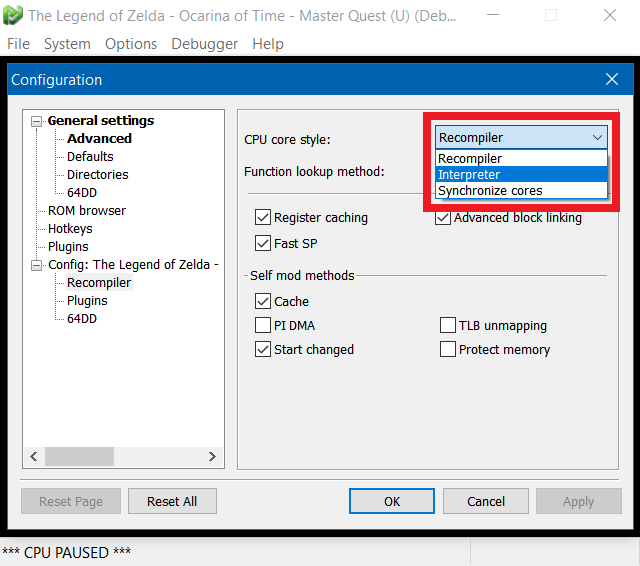 The Legend of Zelda - Ocarina of Time - Master Quest (U) (Deb...
File System Options Debugger Help
Configuration
General settings
Advanced
Defaults
Directories
64DD
ROM browser
Hotkeys
Plugins
Config: The Legend of Zelda -
Recompiler
Plugins
64DD
CPU core style:
Recompiler
Recompiler
Interpreter
Synchronize cores
Function lookup method:
Register caching
Advanced block linking
Fast SP
Self mod methods
Cache
PI DMA
TLB unmapping
Start changed
Protect memory
Reset Page
Reset All
OK
Cancel
Apply
*** CPU PAUSED ***